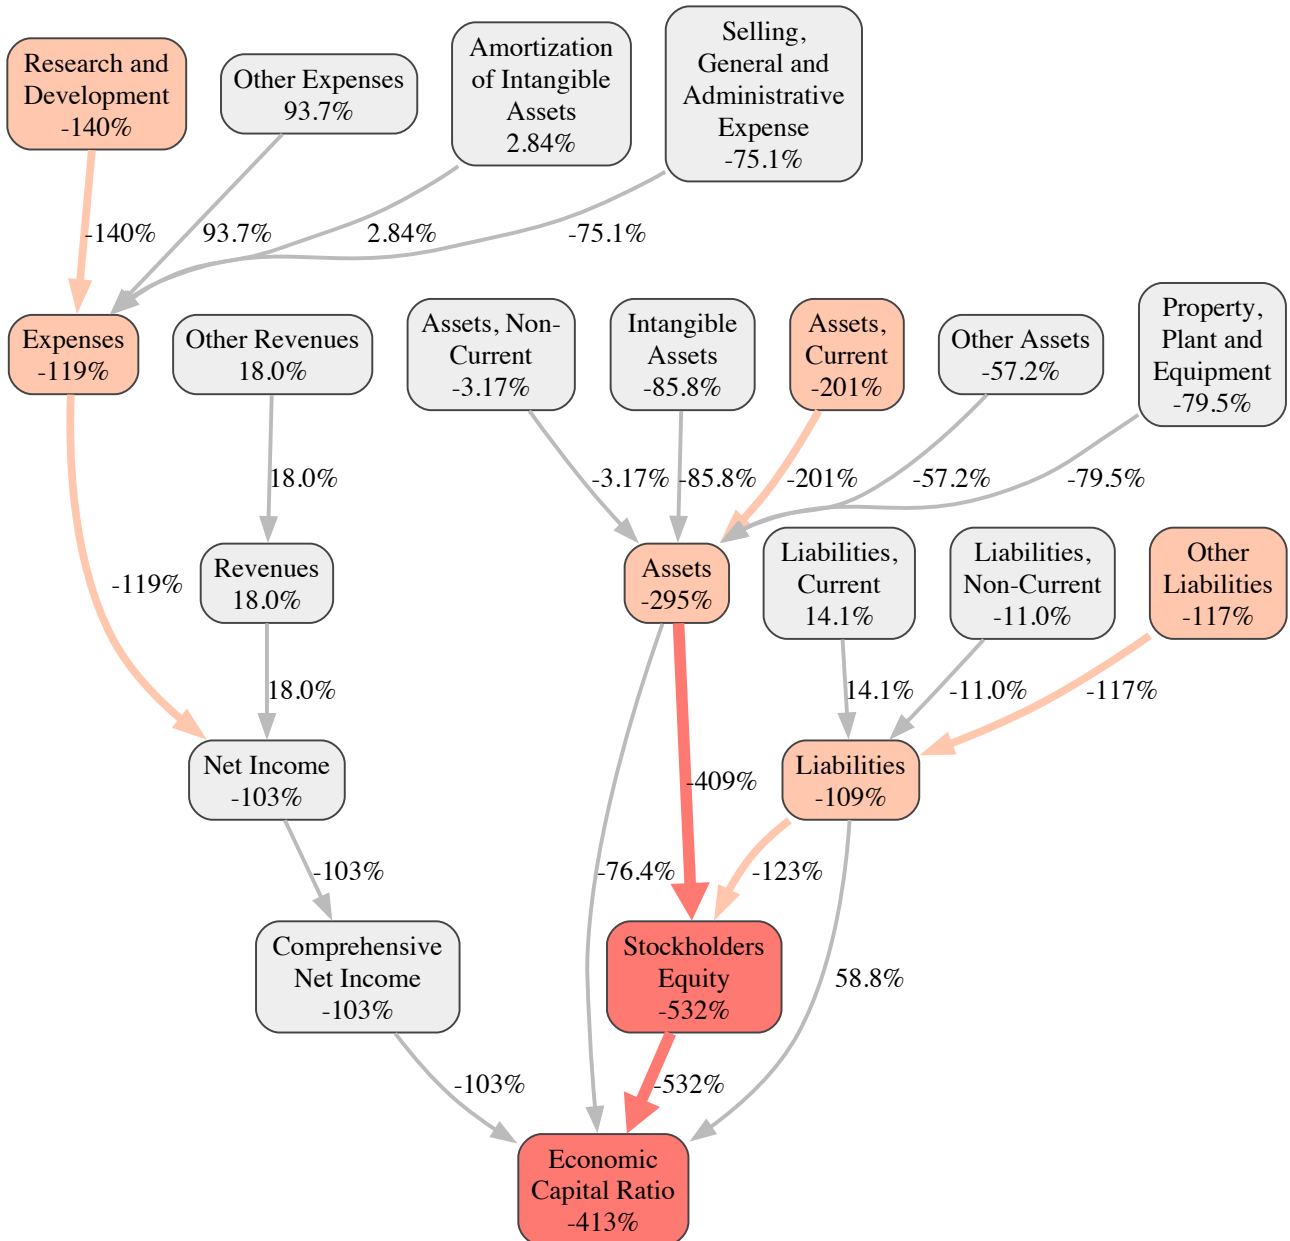 Research and
Development
-140%
Other Expenses
93.7%
Amortization
of Intangible
Assets
2.84%
Selling,
General and
Administrative
Expense
-75.1%
-140%
93.7%
2.84%
-75.1%
Expenses
-119%
Other Revenues
18.0%
Assets, Non-
Current
-3.17%
Intangible
Assets
-85.8%
Assets,
Current
-201%
Other Assets
-57.2%
Property,
Plant and
Equipment
-79.5%
18.0%
-3.17%
-85.8%
-201%
-57.2%
-79.5%
-119%
Revenues
18.0%
Assets
-295%
Liabilities,
Current
14.1%
Liabilities,
Non-Current
-11.0%
Other
Liabilities
-117%
18.0%
14.1%
-11.0%
-117%
Net Income
-103%
-409%
Liabilities
-109%
-103%
-76.4%
-123%
Comprehensive
Net Income
-103%
Stockholders
Equity
-532%
58.8%
-103%
-532%
Economic
Capital Ratio
-413%